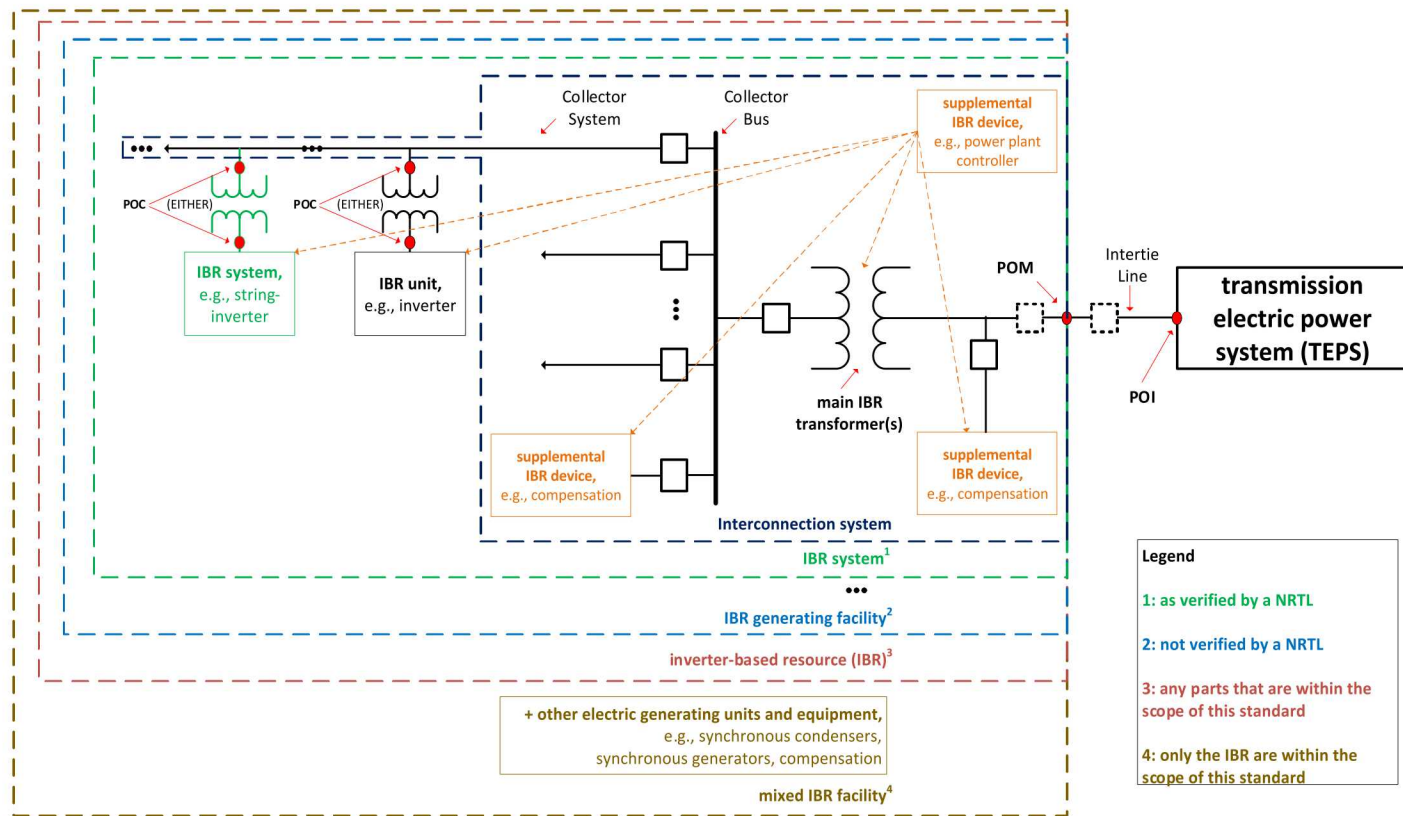 Collector
System
Collector
Bus
supplemental
IBR device,
e.g., power plant
controller
POC
(EITHER)
POC
(EITHER)
IBR system,
e.g., string-
inverter
IBR unit,
e.g., inverter
POM
Intertie
Line
transmission
electric power
system (TEPS)
POI
main IBR
transformer(s)
supplemental
IBR device,
e.g., compensation
supplemental
IBR device,
e.g., compensation
Interconnection system
IBR system1
IBR generating facility2
inverter-based resource (IBR)3
+ other electric generating units and equipment,
e.g., synchronous condensers,
synchronous generators, compensation
mixed IBR facility4
Legend
1: as verified by a NRTL
2: not verified by a NRTL
3: any parts that are within the
scope of this standard
4: only the IBR are within the
scope of this standard